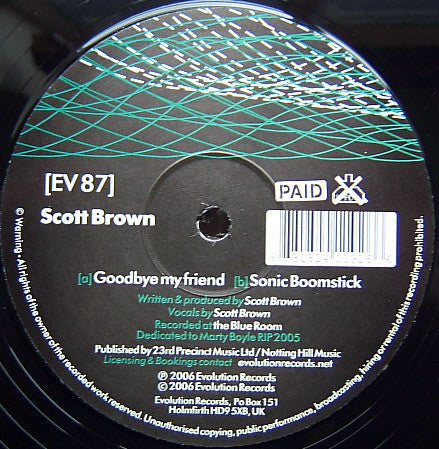 [EV 87]
PAID
Scott Brown
[a] Goodbye my friend [b] Sonic Boomstick
Written & produced by Scott Brown
Vocals by Scott Brown
Recorded at the Blue Room
Dedicated to Marty Boyle RIP 2005
Published by 23rd Precinct Music Ltd / Notting Hill Music
Licensing & Bookings contact evolutionrecords.net
℗ 2006 Evolution Records
© 2006 Evolution Records
Evolution Records, Po Box 151
Holmfirth HD9 5XB, UK
© Warning - All rights of the owner of the recorded work reserved. Unauthorised copying, public performance, broadcasting, hiring or rental of this recording prohibited.